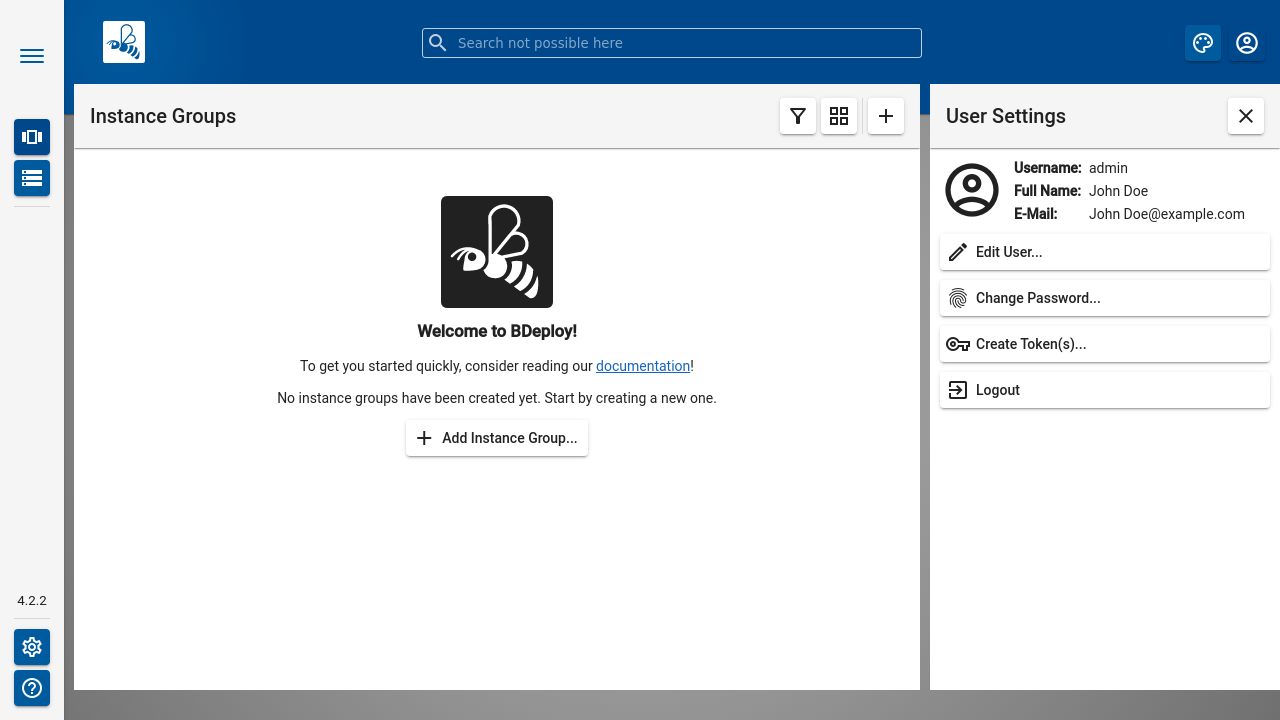 Search not possible here
Instance Groups
User Settings
Username: admin
Full Name: John Doe
E-Mail: John Doe@example.com
Edit User...
Change Password...
Create Token(s)...
Logout
Welcome to BDeploy!
To get you started quickly, consider reading our documentation!
No instance groups have been created yet. Start by creating a new one.
Add Instance Group...
4.2.2